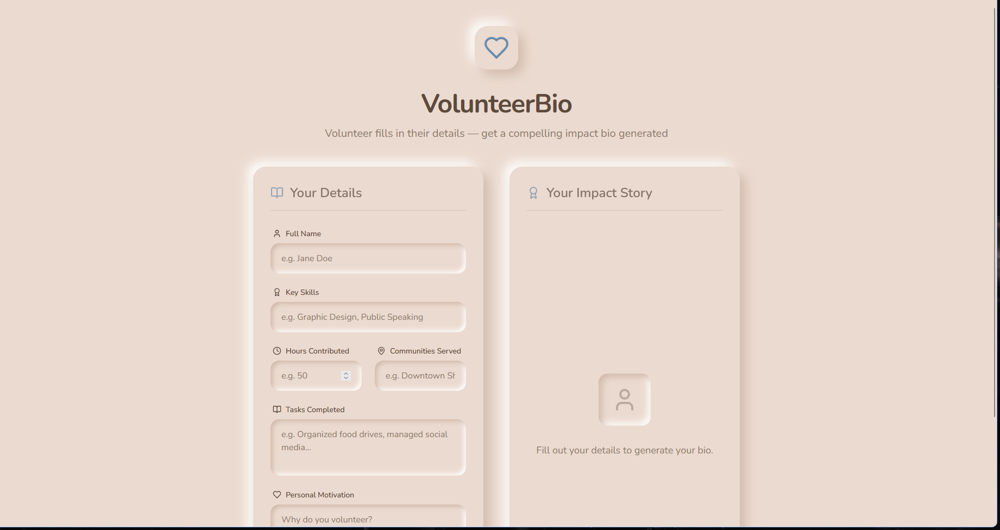 VolunteerBio
Volunteer fills in their details — get a compelling impact bio generated
Your Details
Full Name
e.g. Jane Doe
Key Skills
e.g. Graphic Design, Public Speaking
Hours Contributed
e.g. 50
Communities Served
e.g. Downtown Sh
Tasks Completed
e.g. Organized food drives, managed social
media...
Personal Motivation
Why do you volunteer?
Your Impact Story
Fill out your details to generate your bio.